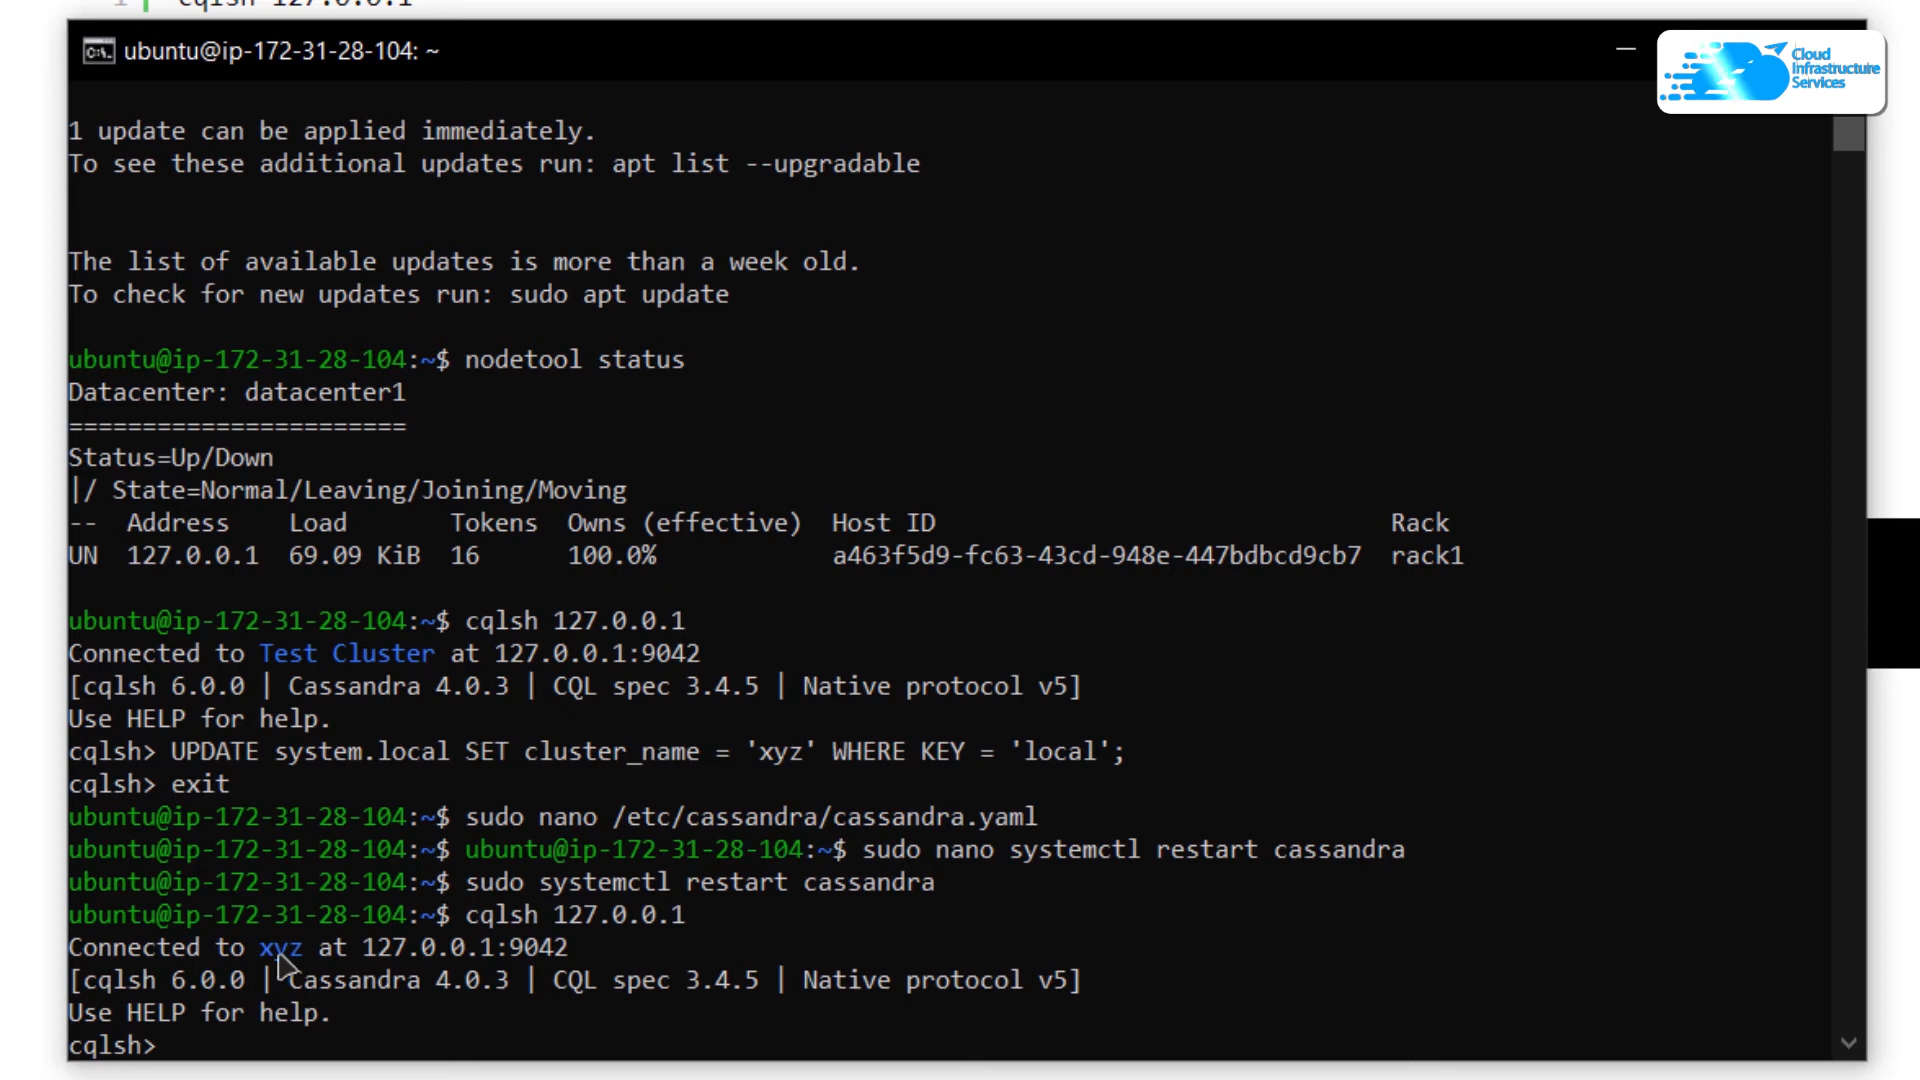 1 cqlsh 127.0.0.1
ubuntu@ip-172-31-28-104: ~
Cloud
Infrastructure
Services
1 update can be applied immediately.
To see these additional updates run: apt list --upgradable
The list of available updates is more than a week old.
To check for new updates run: sudo apt update
ubuntu@ip-172-31-28-104:~$ nodetool status
Datacenter: datacenter1
=======================
Status=Up/Down
|/ State=Normal/Leaving/Joining/Moving
-- Address Load Tokens Owns (effective) Host ID Rack
UN 127.0.0.1 69.09 KiB 16 100.0% a463f5d9-fc63-43cd-948e-447bdbcd9cb7 rack1
ubuntu@ip-172-31-28-104:~$ cqlsh 127.0.0.1
Connected to Test Cluster at 127.0.0.1:9042
[cqlsh 6.0.0 | Cassandra 4.0.3 | CQL spec 3.4.5 | Native protocol v5]
Use HELP for help.
cqlsh> UPDATE system.local SET cluster_name = 'xyz' WHERE KEY = 'local';
cqlsh> exit
ubuntu@ip-172-31-28-104:~$ sudo nano /etc/cassandra/cassandra.yaml
ubuntu@ip-172-31-28-104:~$ ubuntu@ip-172-31-28-104:~$ sudo nano systemctl restart cassandra
ubuntu@ip-172-31-28-104:~$ sudo systemctl restart cassandra
ubuntu@ip-172-31-28-104:~$ cqlsh 127.0.0.1
Connected to xyz at 127.0.0.1:9042
[cqlsh 6.0.0 | Cassandra 4.0.3 | CQL spec 3.4.5 | Native protocol v5]
Use HELP for help.
cqlsh>